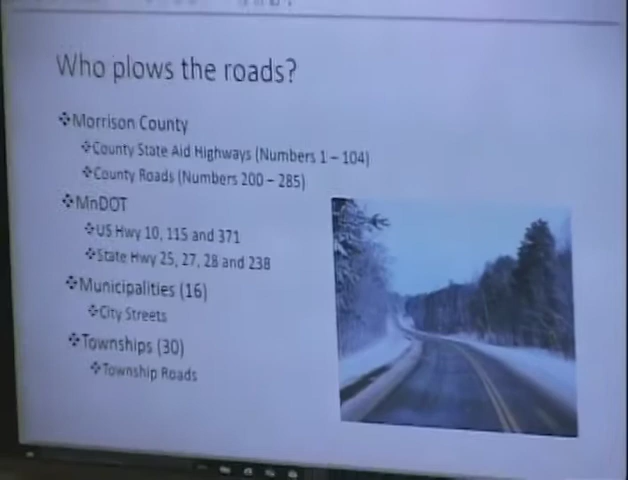 Who plows the roads?
❖Morrison County
❖County State Aid Highways (Numbers 1 – 104)
❖County Roads (Numbers 200 – 285)
❖MnDOT
❖US Hwy 10, 115 and 371
❖State Hwy 25, 27, 28 and 238
❖Municipalities (16)
❖City Streets
❖Townships (30)
❖Township Roads